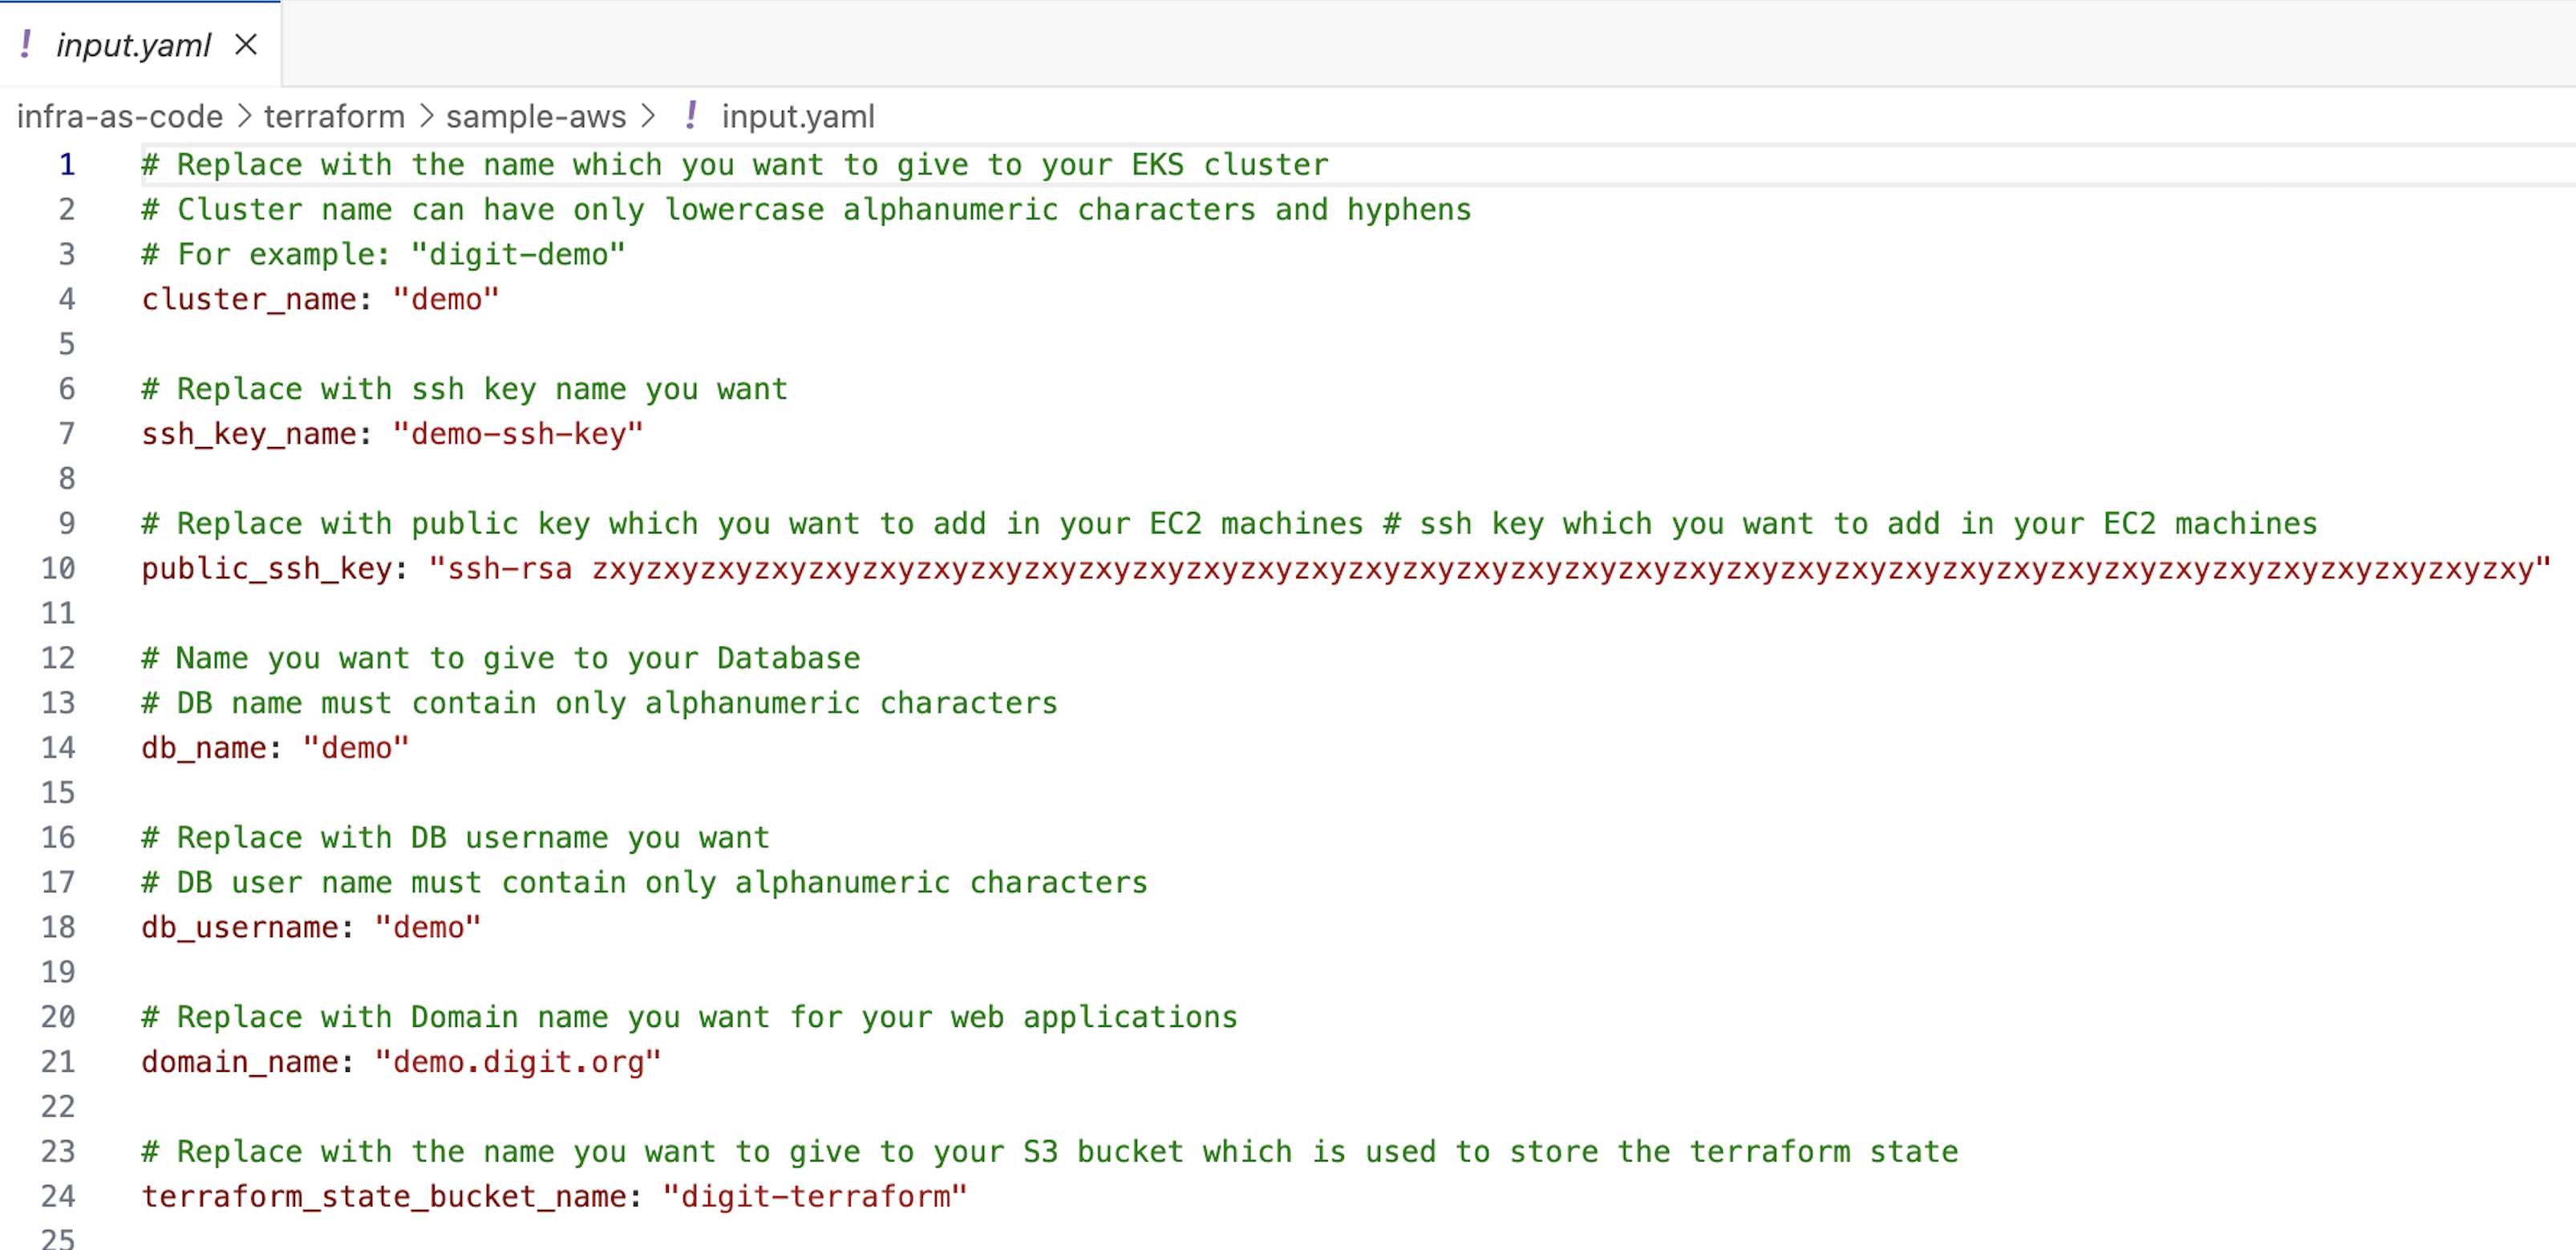 ! input.yaml ×
infra-as-code > terraform > sample-aws > ! input.yaml
1 # Replace with the name which you want to give to your EKS cluster
2 # Cluster name can have only lowercase alphanumeric characters and hyphens
3 # For example: "digit-demo"
4 cluster_name: "demo"
5
6 # Replace with ssh key name you want
7 ssh_key_name: "demo-ssh-key"
8
9 # Replace with public key which you want to add in your EC2 machines # ssh key which you want to add in your EC2 machines
10 public_ssh_key: "ssh-rsa zxyzxyzxyzxyzxyzxyzxyzxyzxyzxyzxyzxyzxyzxyzxyzxyzxyzxyzxyzxyzxyzxyzxyzxyzxyzxyzxyzxyzxyzxyzxyzxyzxyzxyzxyzxy"
11
12 # Name you want to give to your Database
13 # DB name must contain only alphanumeric characters
14 db_name: "demo"
15
16 # Replace with DB username you want
17 # DB user name must contain only alphanumeric characters
18 db_username: "demo"
19
20 # Replace with Domain name you want for your web applications
21 domain_name: "demo.digit.org"
22
23 # Replace with the name you want to give to your S3 bucket which is used to store the terraform state
24 terraform_state_bucket_name: "digit-terraform"
25